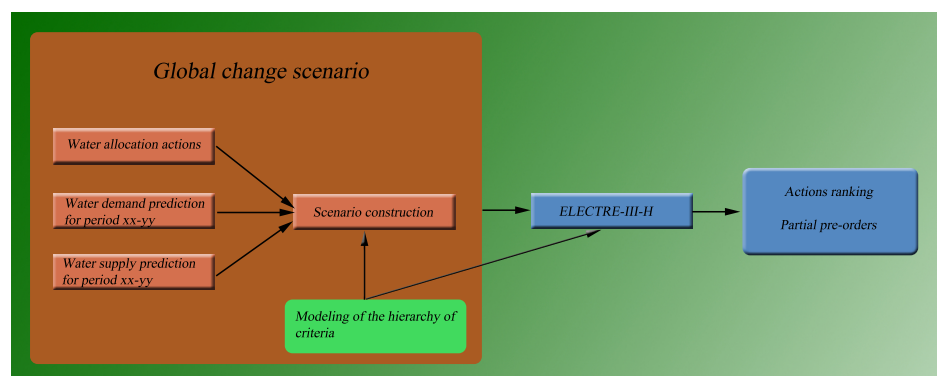 Global change scenario
Water allocation actions
Water demand prediction
for period xx-yy
Water supply prediction
for period xx-yy
Scenario construction
Modeling of the hierarchy of
criteria
ELECTRE-III-H
Actions ranking
Partial pre-orders